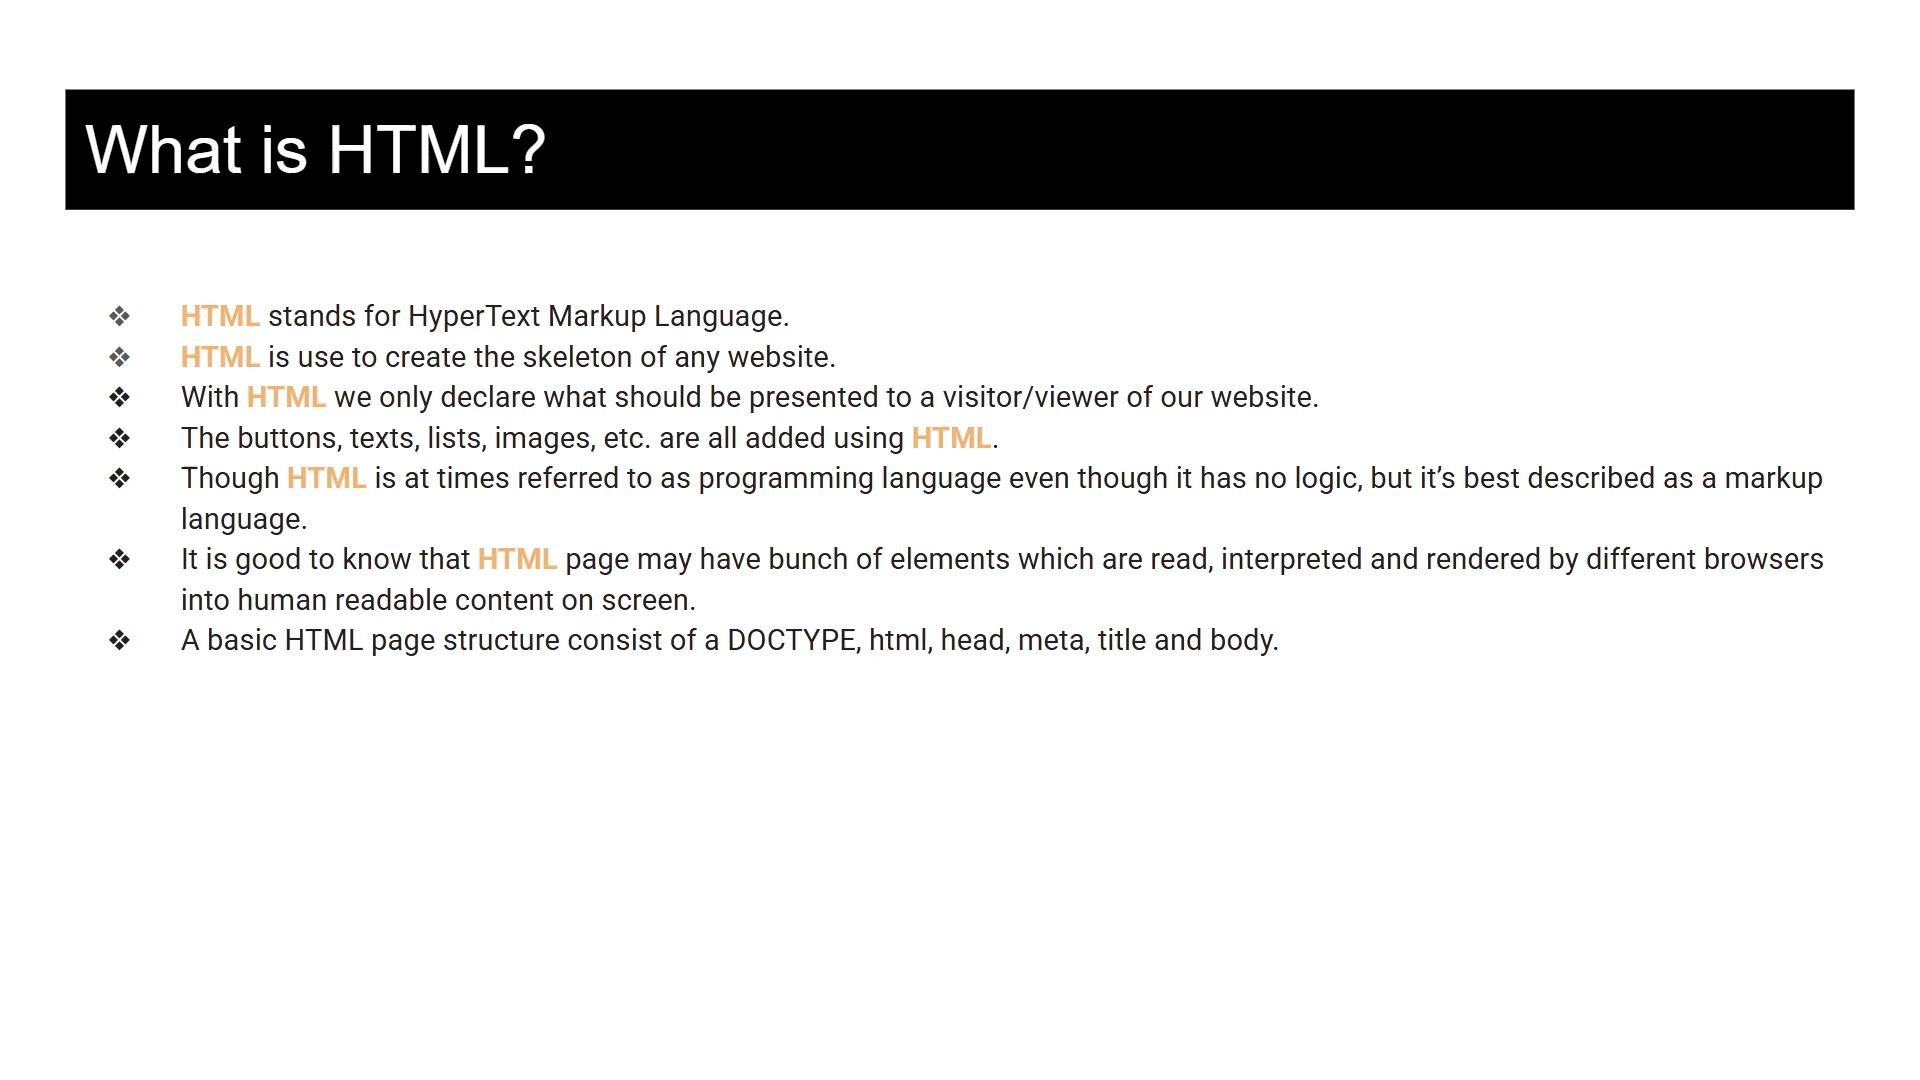 What is HTML?
❖ HTML stands for HyperText Markup Language.
❖ HTML is use to create the skeleton of any website.
❖ With HTML we only declare what should be presented to a visitor/viewer of our website.
❖ The buttons, texts, lists, images, etc. are all added using HTML.
❖ Though HTML is at times referred to as programming language even though it has no logic, but it’s best described as a markup
language.
❖ It is good to know that HTML page may have bunch of elements which are read, interpreted and rendered by different browsers
into human readable content on screen.
❖ A basic HTML page structure consist of a DOCTYPE, html, head, meta, title and body.